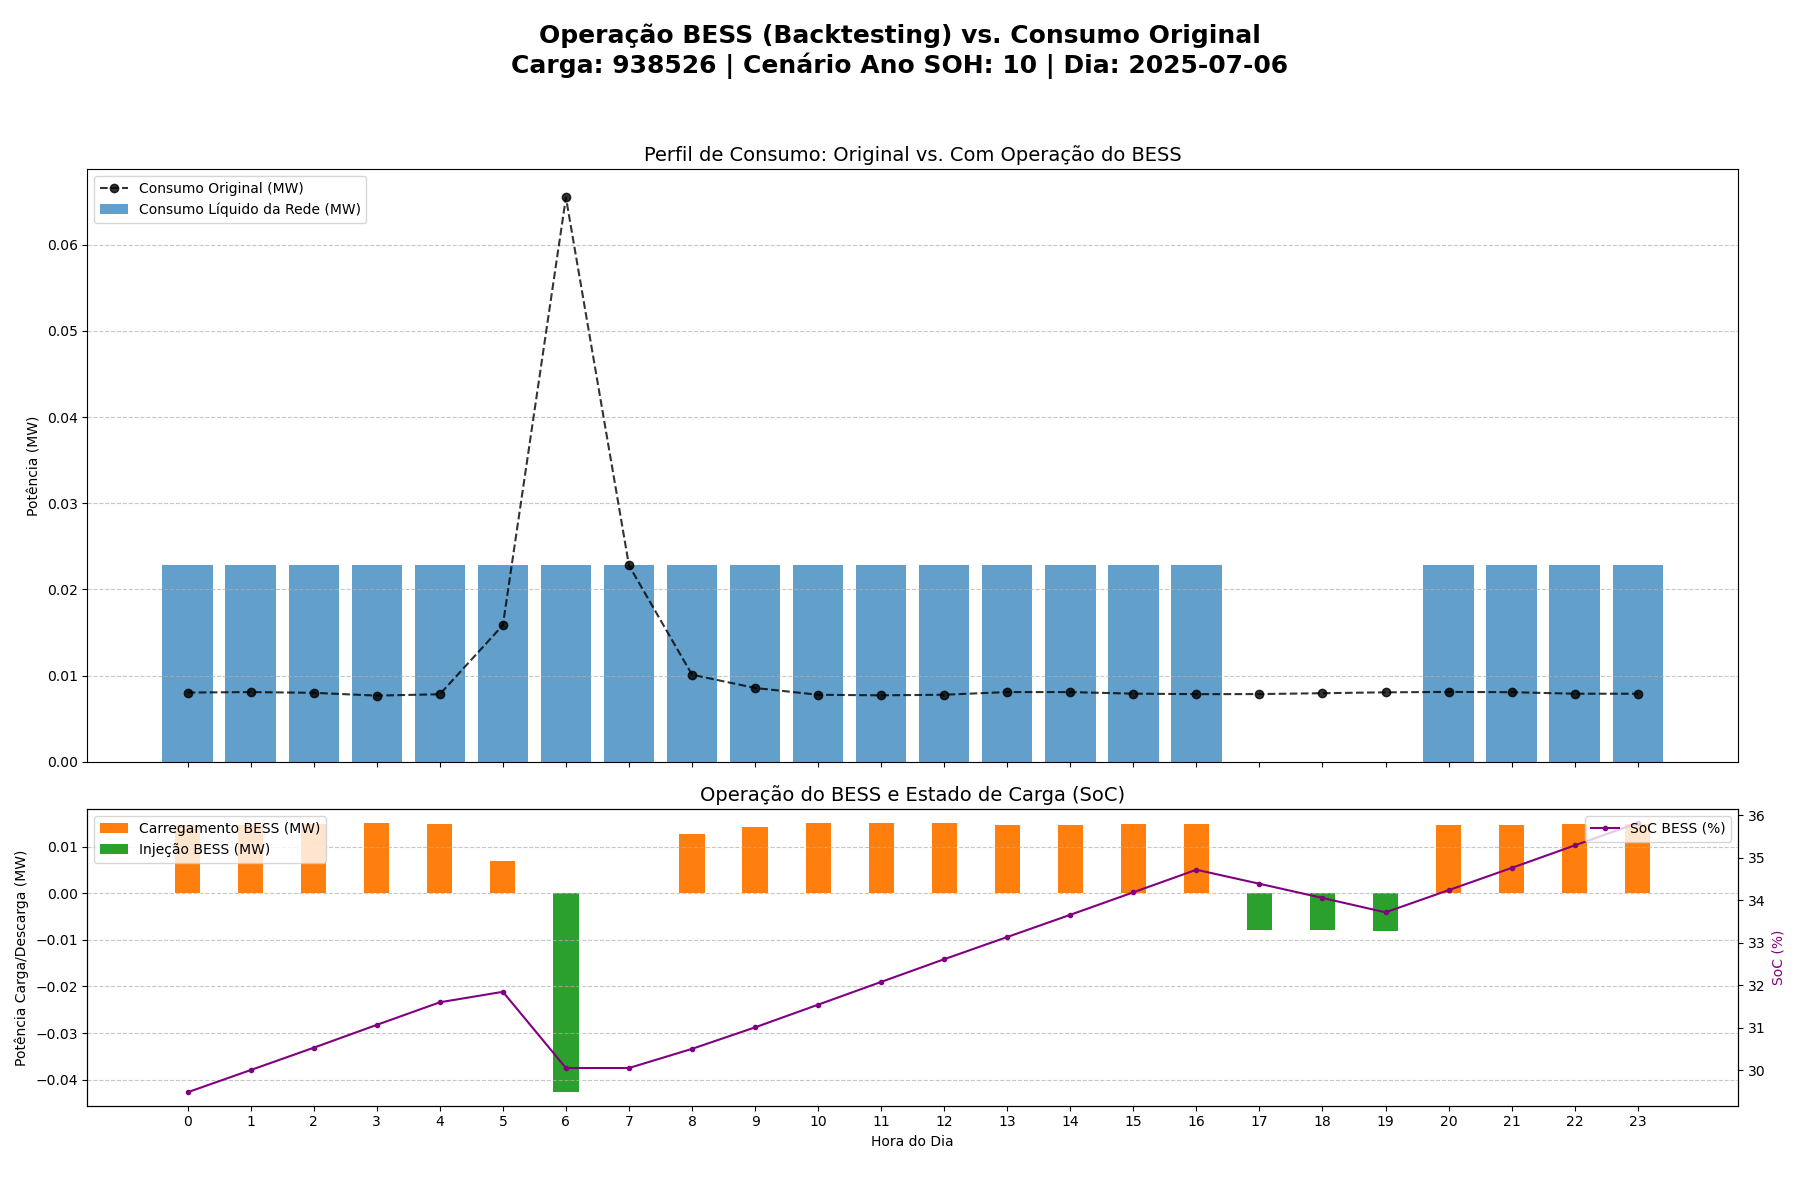 Operação BESS (Backtesting) vs. Consumo Original
Carga: 938526 | Cenário Ano SOH: 10 | Dia: 2025-07-06
Perfil de Consumo: Original vs. Com Operação do BESS
Consumo Original (MW)
Consumo Líquido da Rede (MW)
Potência (MW)
0.06
0.05
0.04
0.03
0.02
0.01
0.00
Operação do BESS e Estado de Carga (SoC)
Carregamento BESS (MW)
Injeção BESS (MW)
SoC BESS (%)
Potência Carga/Descarga (MW)
0.01
0.00
−0.01
−0.02
−0.03
−0.04
36
35
34
33
32
31
30
SoC (%)
0 1 2 3 4 5 6 7 8 9 10 11 12 13 14 15 16 17 18 19 20 21 22 23
Hora do Dia